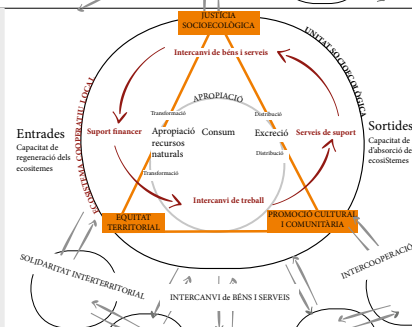 JUSTÍCIA
SOCIOECOLÒGICA
UNITAT SOCIOECOLÒGICA
Intercanvi de béns i serveis
ECOSISTEMA COOPERATIU LOCAL
APROPIACIÓ
Transformació
Distribució
Entrades
Capacitat de
regeneració dels
ecosistemes
Suport financer
Apropiació
recursos
naturals
Consum
Excreció
Serveis de suport
Sortides
Capacitat de
d'absorció de
ecosiStemes
Distribució
Transformació
Intercanvi de treball
EQUITAT
TERRITORIAL
PROMOCIÓ CULTURAL
I COMUNITÀRIA
SOLIDARITAT INTERTERRITORIAL
INTERCOOPERACIÓ
INTERCANVI de BÉNS I SERVEIS